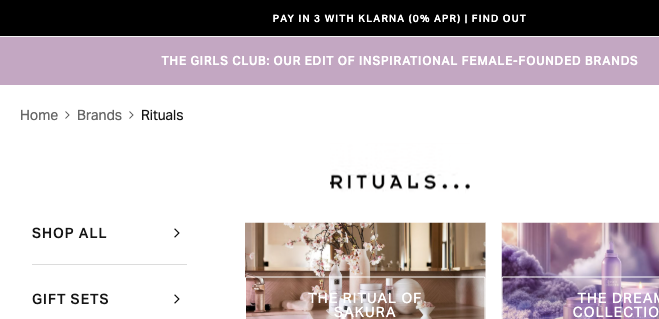 PAY IN 3 WITH KLARNA (0% APR) | FIND OUT
THE GIRLS CLUB: OUR EDIT OF INSPIRATIONAL FEMALE-FOUNDED BRANDS
Home > Brands > Rituals
RITUALS...
SHOP ALL >
GIFT SETS >
THE RITUAL OF
SAKURA
THE DREAM
COLLECTIO